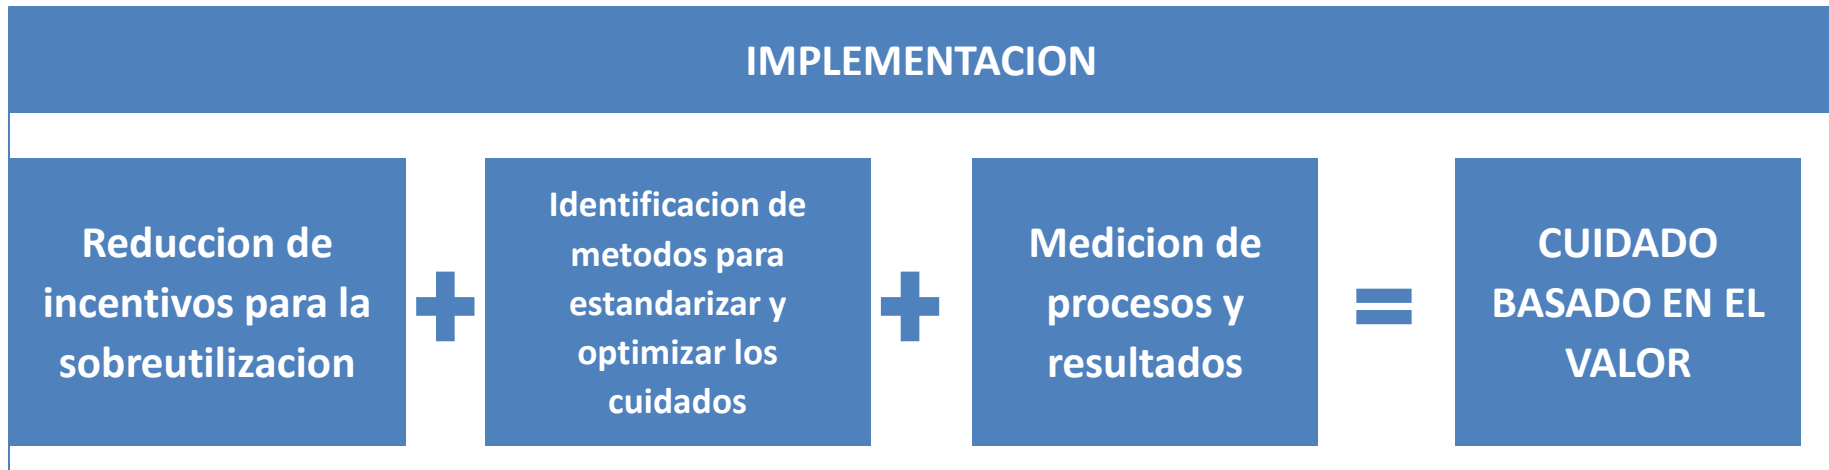 IMPLEMENTACION
Reduccion de
incentivos para la
sobreutilizacion
Identificacion de
metodos para
estandarizar y
optimizar los
cuidados
Medicion de
procesos y
resultados
CUIDADO
BASADO EN EL
VALOR